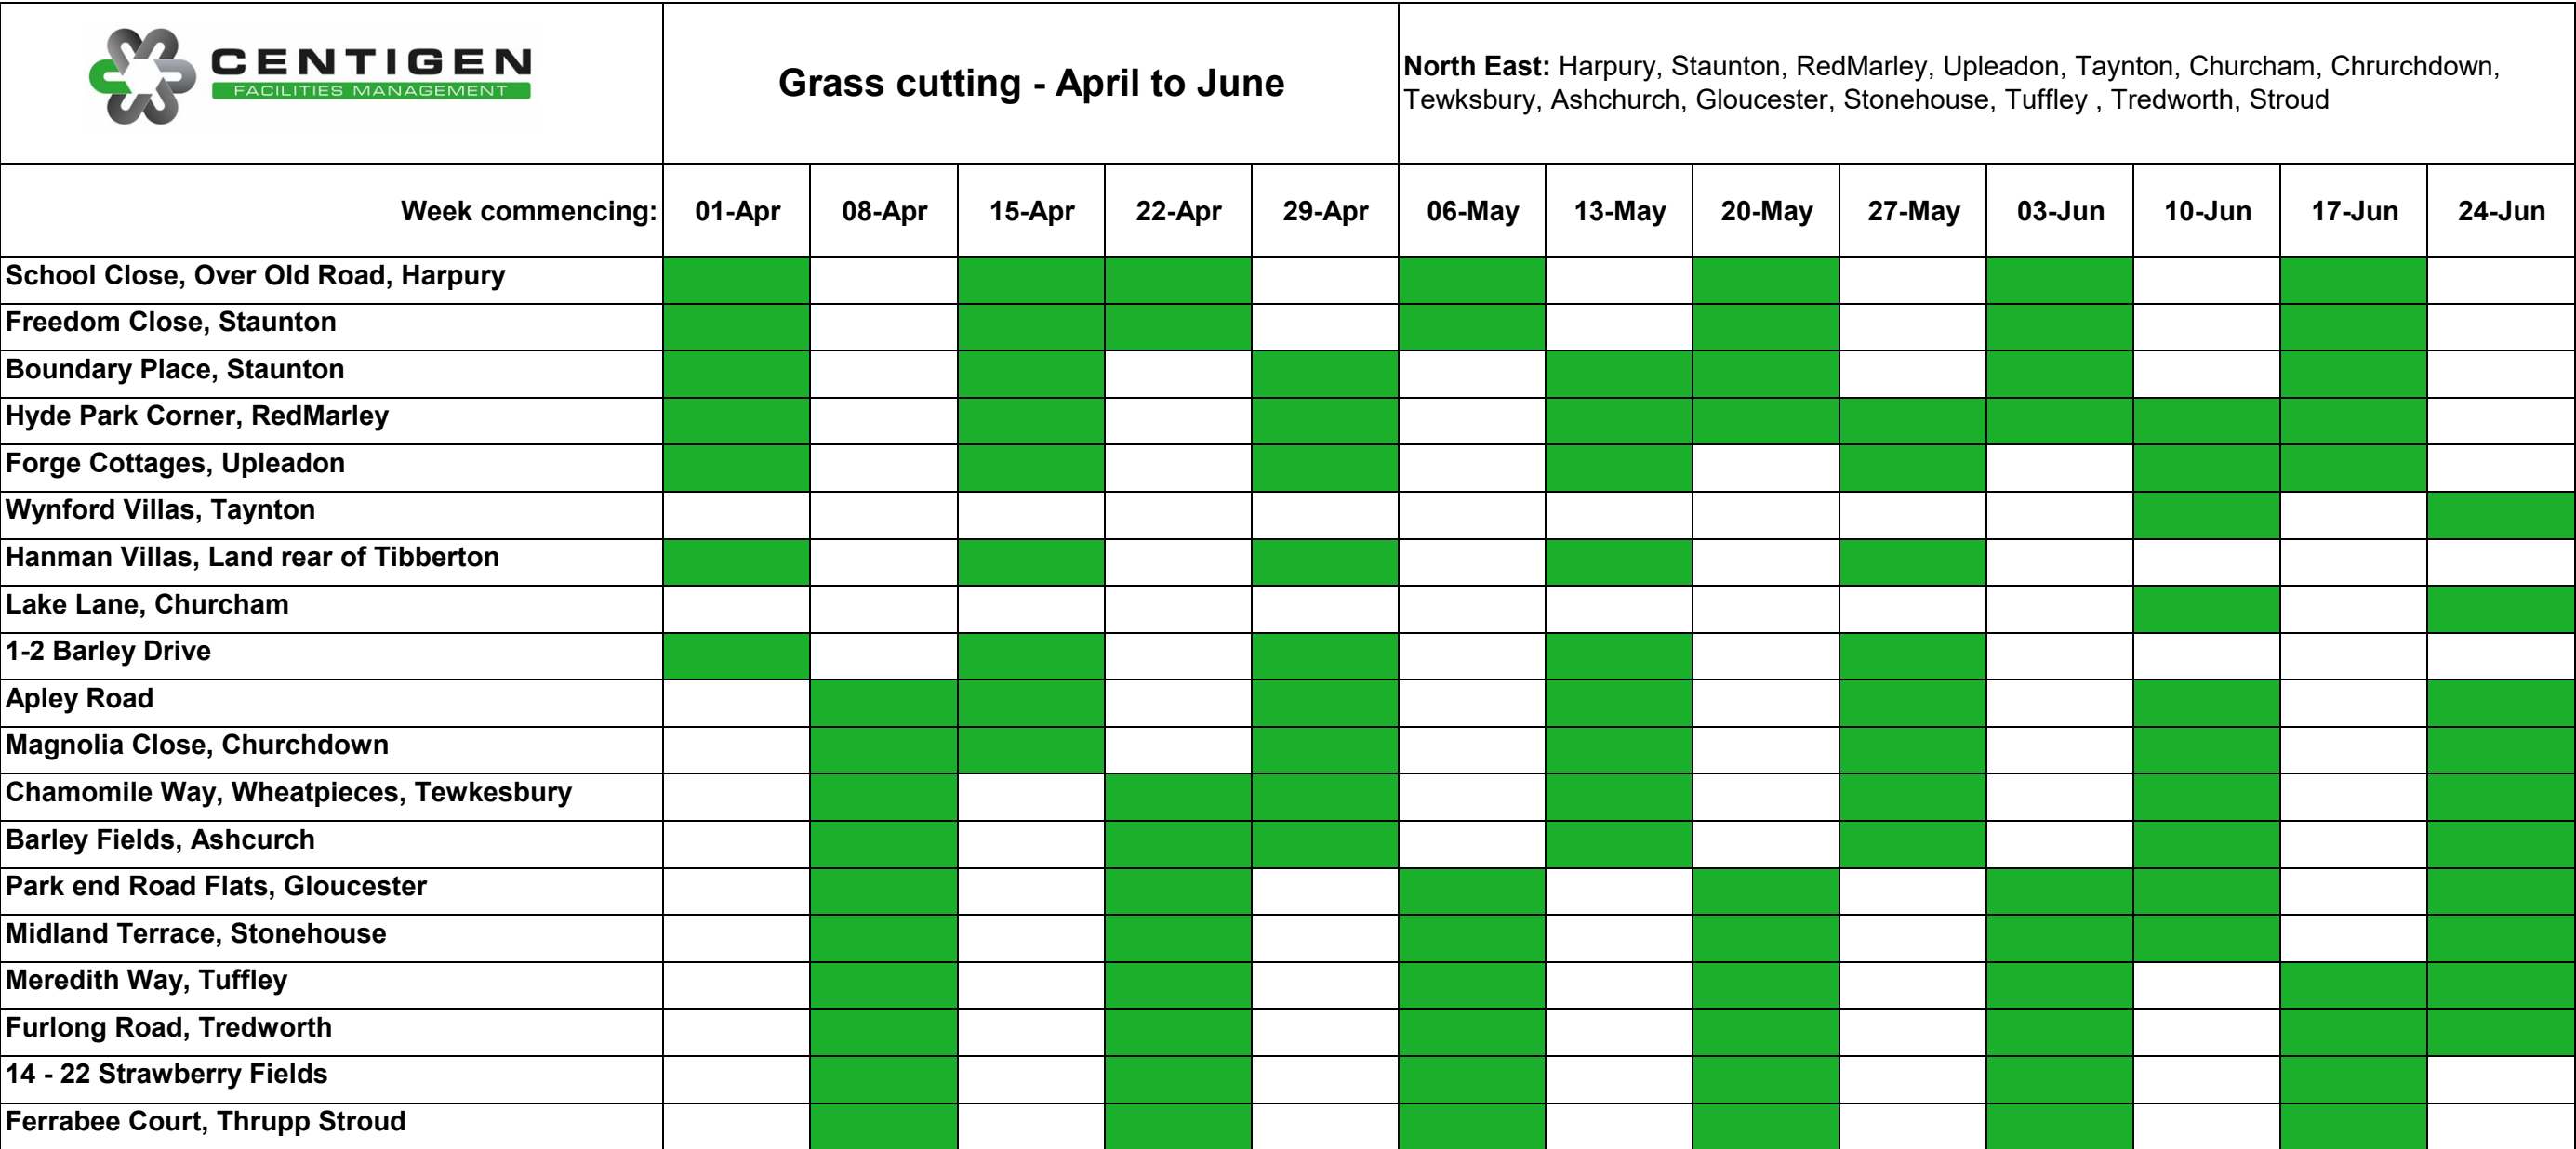 CENTIGEN
FACILITIES MANAGEMENT
Grass cutting - April to June
North East: Harpury, Staunton, RedMarley, Upleadon, Taynton, Churcham, Chrurchdown,
Tewksbury, Ashchurch, Gloucester, Stonehouse, Tuffley , Tredworth, Stroud
Week commencing: 01-Apr 08-Apr 15-Apr 22-Apr 29-Apr 06-May 13-May 20-May 27-May 03-Jun 10-Jun 17-Jun 24-Jun
School Close, Over Old Road, Harpury
Freedom Close, Staunton
Boundary Place, Staunton
Hyde Park Corner, RedMarley
Forge Cottages, Upleadon
Wynford Villas, Taynton
Hanman Villas, Land rear of Tibberton
Lake Lane, Churcham
1-2 Barley Drive
Apley Road
Magnolia Close, Churchdown
Chamomile Way, Wheatpieces, Tewkesbury
Barley Fields, Ashcurch
Park end Road Flats, Gloucester
Midland Terrace, Stonehouse
Meredith Way, Tuffley
Furlong Road, Tredworth
14 - 22 Strawberry Fields
Ferrabee Court, Thrupp Stroud